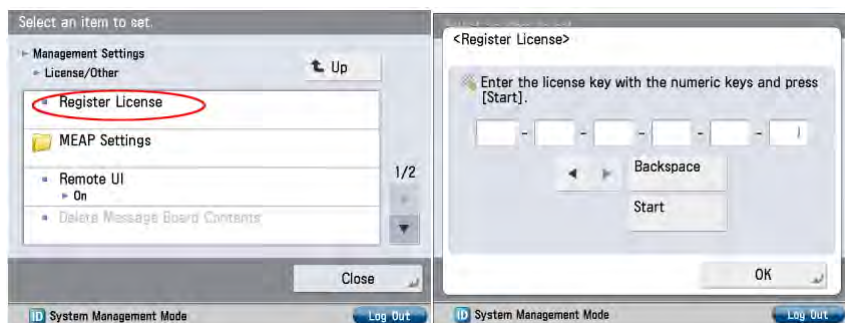 Select an item to set.
Management Settings
License/Other
Up
Register License
MEAP Settings
Remote UI
On
Delete Message Board Contents
1/2
Close
System Management Mode
Log Out
<Register License>
Enter the license key with the numeric keys and press
[Start].
- - - - -
Backspace
Start
OK
ID System Management Mode
Log Out